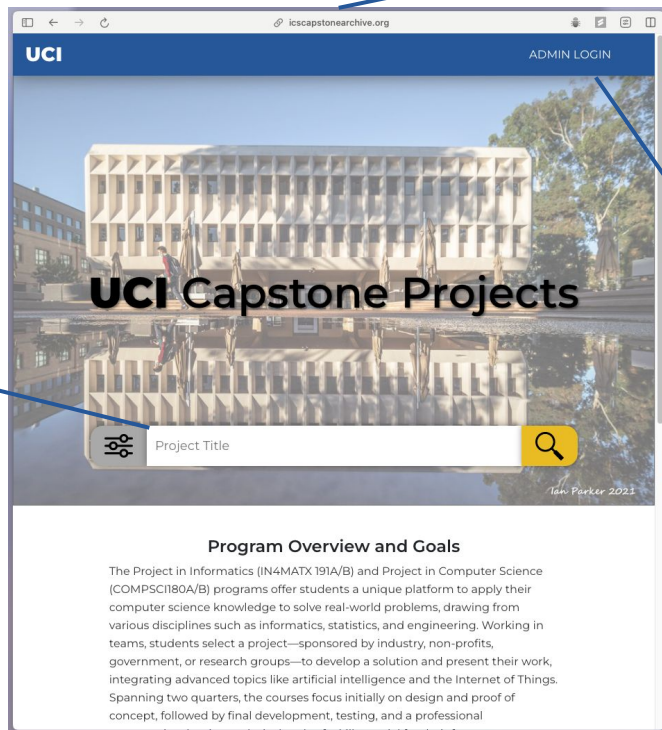 icscapstonearchive.org
UCI
ADMIN LOGIN
UCI Capstone Projects
Project Title
Ian Parker 2021
Program Overview and Goals
The Project in Informatics (IN4MATX 191A/B) and Project in Computer Science
(COMPSCI180A/B) programs offer students a unique platform to apply their
computer science knowledge to solve real-world problems, drawing from
various disciplines such as informatics, statistics, and engineering. Working in
teams, students select a project—sponsored by industry, non-profits,
government, or research groups—to develop a solution and present their work,
integrating advanced topics like artificial intelligence and the Internet of Things.
Spanning two quarters, the courses focus initially on design and proof of
concept, followed by final development, testing, and a professional